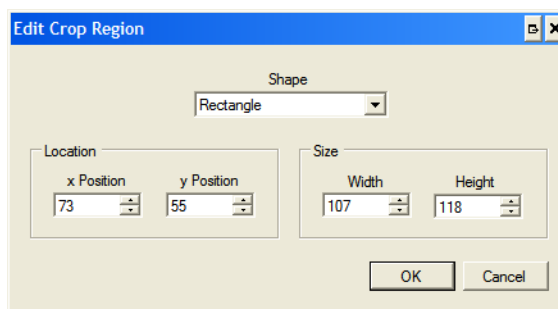 Edit Crop Region
Shape
Rectangle
Location
Size
x Position y Position
Width Height
73 55
107 118
OK Cancel